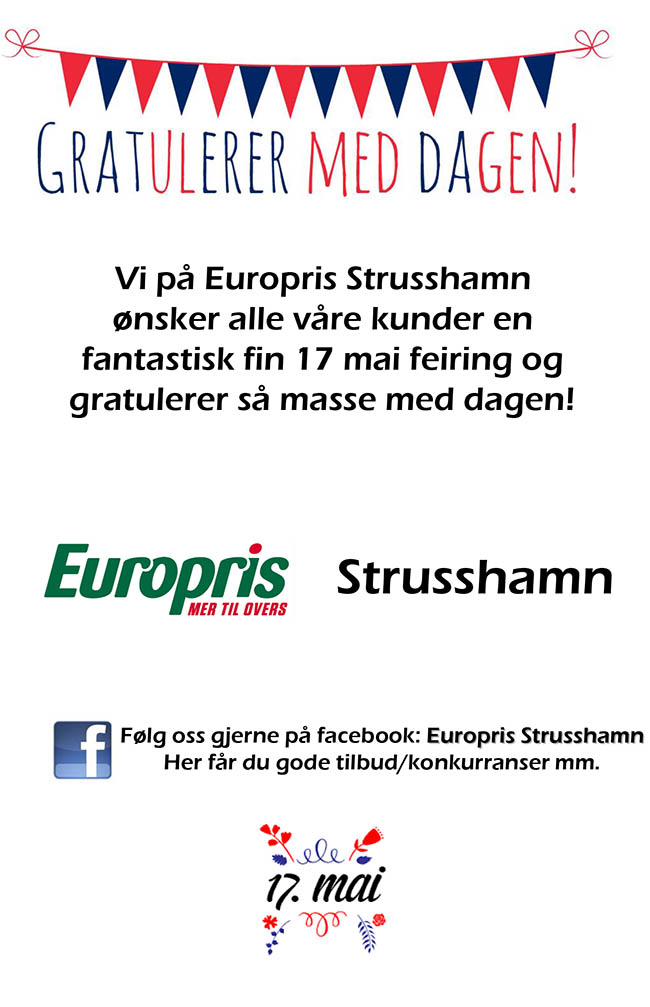 GRATULERER MED DAGEN!
Vi på Europris Strusshamn
ønsker alle våre kunder en
fantastisk fin 17 mai feiring og
gratulerer så masse med dagen!
Europris
MER TIL OVERS
Strusshamn
f
Følg oss gjerne på facebook: Europris Strusshamn
Her får du gode tilbud/konkurranser mm.
17. mai